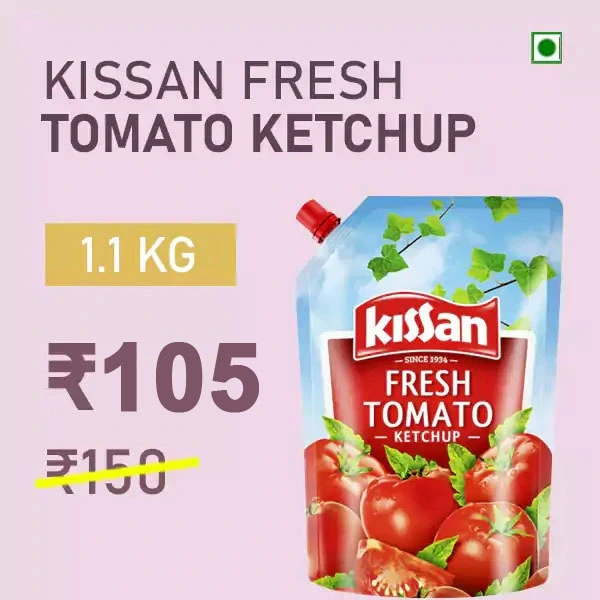 KISSAN FRESH
TOMATO KETCHUP
1.1 KG
₹105
₹150
KISSAN
SINCE 1934
FRESH
TOMATO
KETCHUP